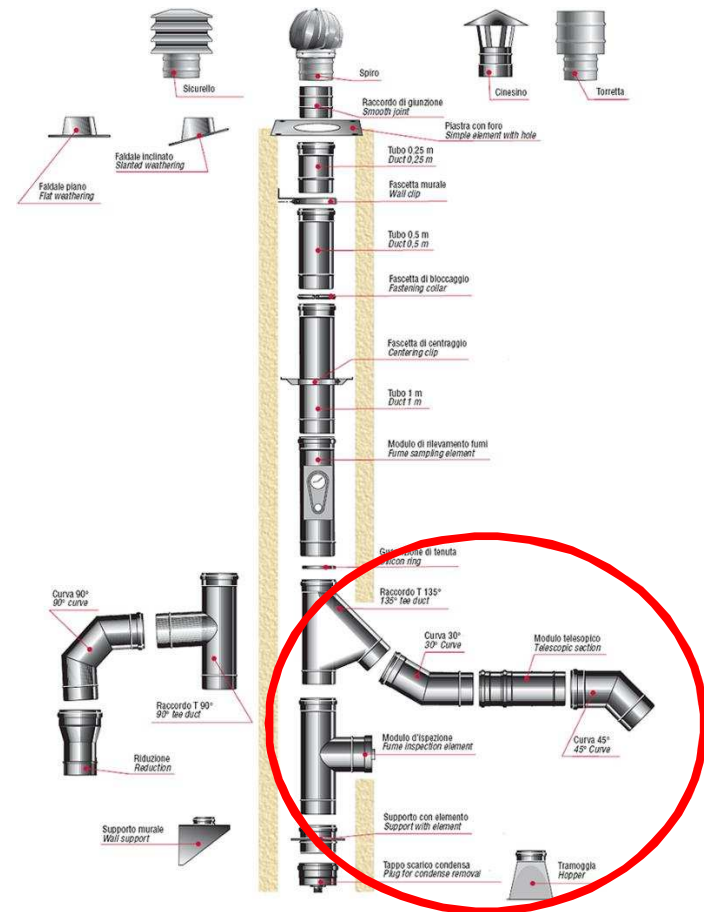 Sicurello
Spiro
Cinesino
Torretta
Raccordo di giunzione
Smooth joint
Piastra con foro
Simple element with hole
Faldale inclinato
Slanted weathering
Faldale piano
Flat weathering
Tubo 0,25 m
Duct 0,25 m
Fascetta murale
Wall clip
Tubo 0,5 m
Duct 0,5 m
Fascetta di bloccaggio
Fastening collar
Fascetta di centraggio
Centering clip
Tubo 1 m
Duct 1 m
Modulo di rilevamento fumi
Fume sampling element
di tenuta
ring
Raccordo T 135°
135° tee duct
Curva 90°
90° curve
Curva 30°
30° Curve
Modulo telesopico
Telescopic section
Raccordo T 90°
90° tee duct
Curva 45°
45° Curve
Modulo d'ispezione
Fume inspection element
Riduzione
Reduction
Supporto con elemento
Support with element
Supporto murale
Wall support
Tappo scarico condensa
Plug for condense removal
Tramoggia
Hopper